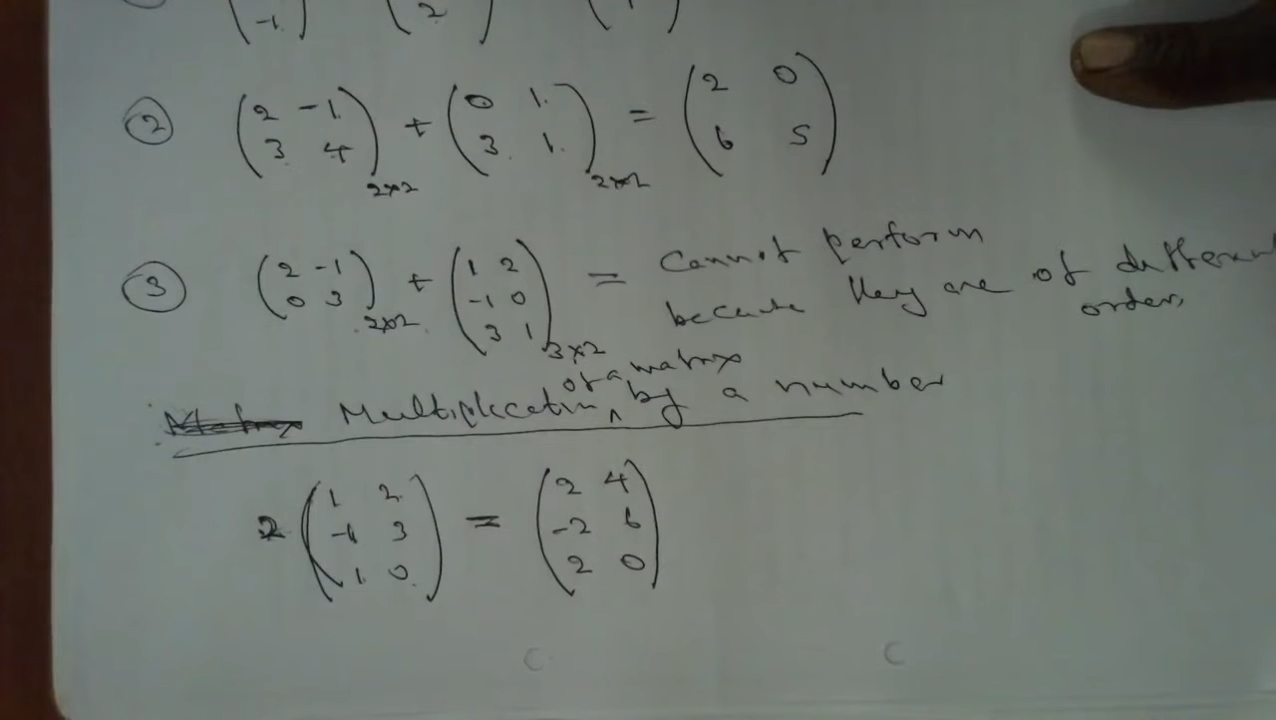 (-1) (2) (1)
② (2 -1 3 4)2×2 + (0 1 3 1)2×2 = (2 0 6 5)
③ (2 -1 0 3)2×2 + (1 2 -1 0 3 1)3×2 = Cannot perform
because they are of different
orders
Multiplication of a matrix by a number
2 (1 2 -1 3 1 0) = (2 4 -2 6 2 0)